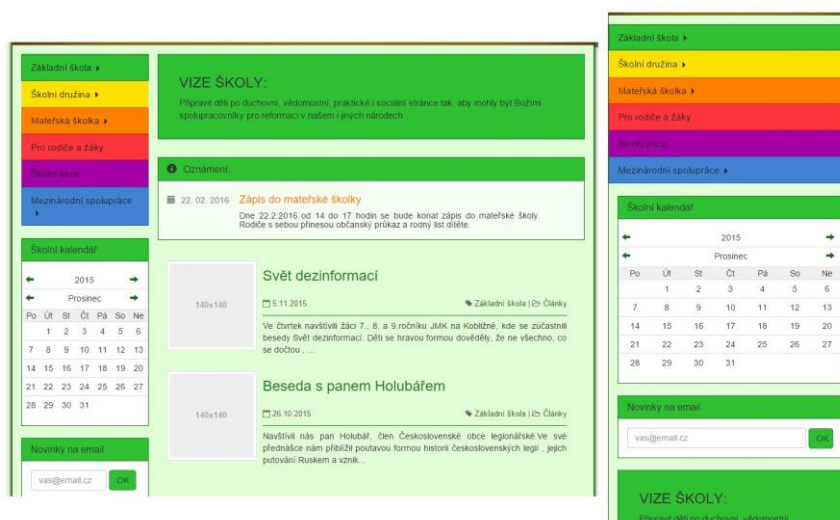 Základní škola
Školní družina
Mateřská školka
Pro rodiče a žáky
Školní akce
Mezinárodní spolupráce
Školní kalendář
2015
Prosinec
Po Út St Čt Pá So Ne
1 2 3 4 5 6
7 8 9 10 11 12 13
14 15 16 17 18 19 20
21 22 23 24 25 26 27
28 29 30 31
Novinky na email
vas@email.cz OK
VIZE ŠKOLY:
Připravit děti po duchovní, vědomostní, praktické i sociální stránce tak, aby mohly být Božími
spolupracovníky pro reformaci v našem i jiných národech
Oznámení:
22. 02. 2016 Zápis do mateřské školky
Dne 22.2.2016 od 14 do 17 hodin se bude konat zápis do mateřské školy.
Rodiče s sebou přinesou občanský průkaz a rodný list dítěte.
140x140
Svět dezinformací
5.11.2015 Základní škola | Články
Ve čtvrtek navštívili žáci 7., 8. a 9.ročníku JMK na Kobližné, kde se zúčastnili
besedy Svět dezinformací. Děti se hravou formou dověděly, že ne všechno, co
se dočtou , ...
140x140
Beseda s panem Holubářem
26.10.2015 Základní škola | Články
Navštívil nás pan Holubář, člen Československé obce legionářské.Ve své
přednášce nám přiblížil poutavou formou historii československých legií , jejich
putování Ruskem a vznik...
Základní škola
Školní družina
Mateřská školka
Pro rodiče a žáky
Školní akce
Mezinárodní spolupráce
Školní kalendář
2015
Prosinec
Po Út St Čt Pá So Ne
1 2 3 4 5 6
7 8 9 10 11 12 13
14 15 16 17 18 19 20
21 22 23 24 25 26 27
28 29 30 31
Novinky na email
vas@email.cz OK
VIZE ŠKOLY:
Připravit děti po duchovní, vědomostní,